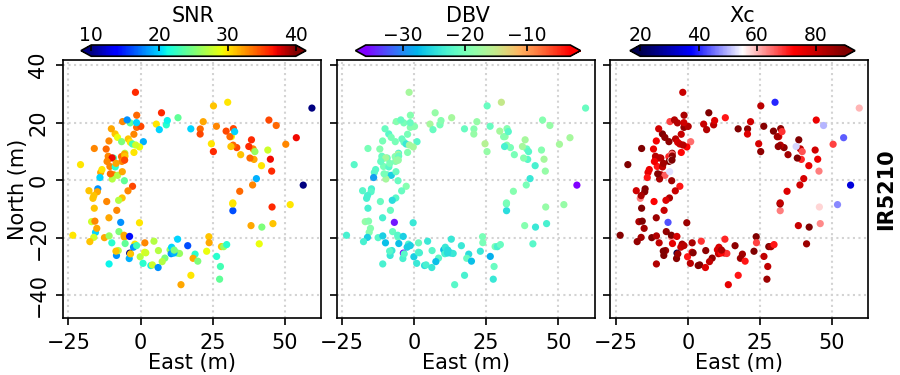 SNR DBV Xc
10 20 30 40 −30 −20 −10 20 40 60 80
40
20
0
−20
−40
North (m)
IR5210
−25 0 25 50 −25 0 25 50 −25 0 25 50
East (m) East (m) East (m)